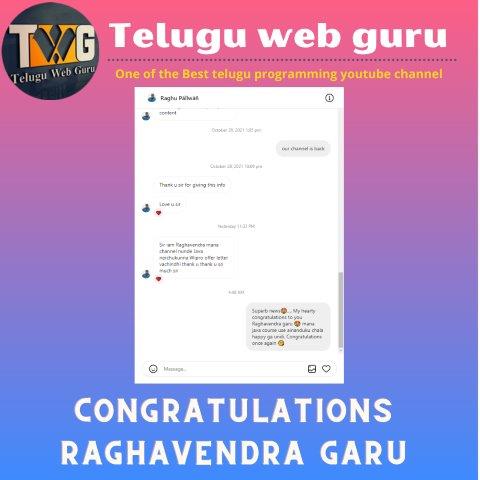 TWG
Telugu Web Guru
Telugu web guru
One of the Best telugu programming youtube channel
Raghu Pāllwāñ
content
October 28, 2021 1:35 pm
our channel is back
October 28, 2021 10:09 pm
Thank u sir for giving this info
Love u sir
Yesterday 11:32 PM
Sir iam Raghavendra mana
channel nunde Java
nerchukunna Wipro offer letter
vachindhi thank u thank u so
much sir
4:48 AM
Superb news🥰.... My hearty
congratulations to you
Raghavendra garu 🥰 mana
java course use ainanduku chala
happy ga undi. Congratulations
once again 🥳
Message...
CONGRATULATIONS
RAGHAVENDRA GARU